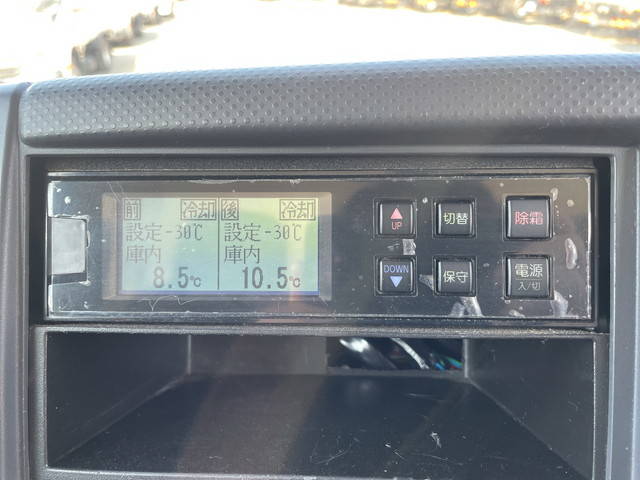 前 冷却 後 冷却
設定-30℃ 設定-30℃
庫内 庫内
8.5℃ 10.5℃
UP 切替 除霜
DOWN 保守 電源
入/切